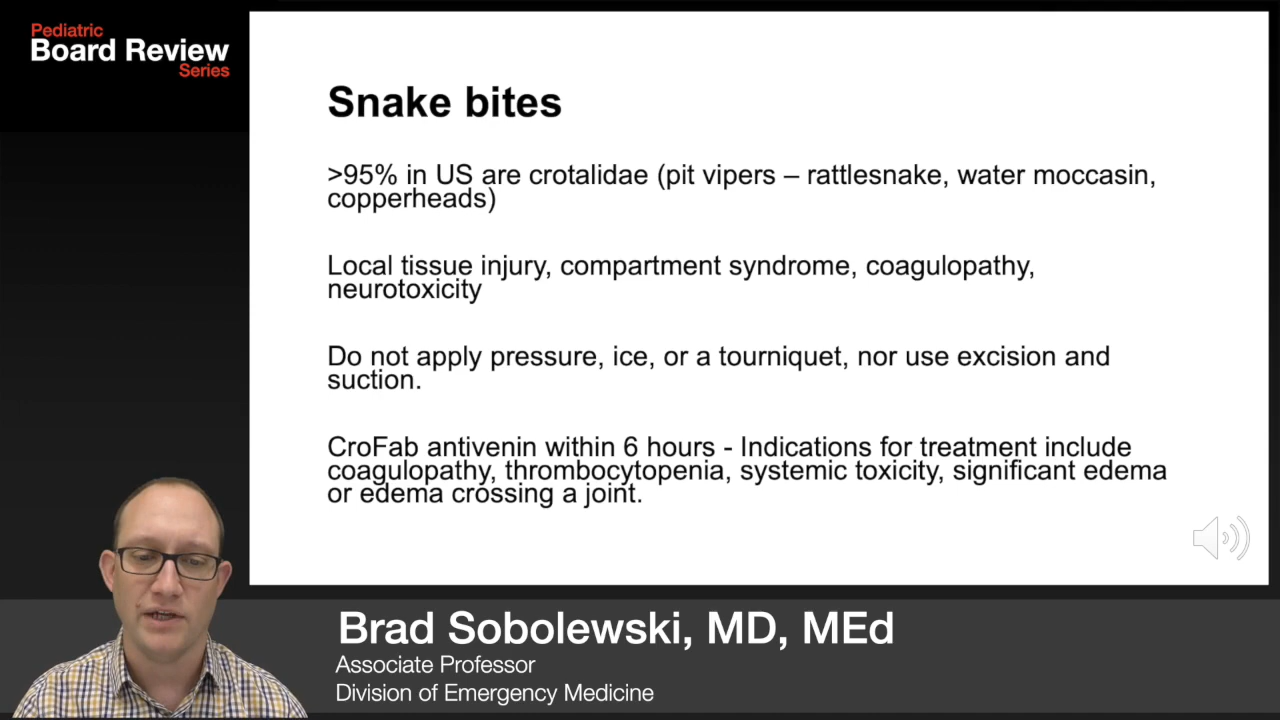 Pediatric
Board Review
Series
Snake bites
>95% in US are crotalidae (pit vipers – rattlesnake, water moccasin,
copperheads)
Local tissue injury, compartment syndrome, coagulopathy,
neurotoxicity
Do not apply pressure, ice, or a tourniquet, nor use excision and
suction.
CroFab antivenin within 6 hours - Indications for treatment include
coagulopathy, thrombocytopenia, systemic toxicity, significant edema
or edema crossing a joint.
Brad Sobolewski, MD, MEd
Associate Professor
Division of Emergency Medicine